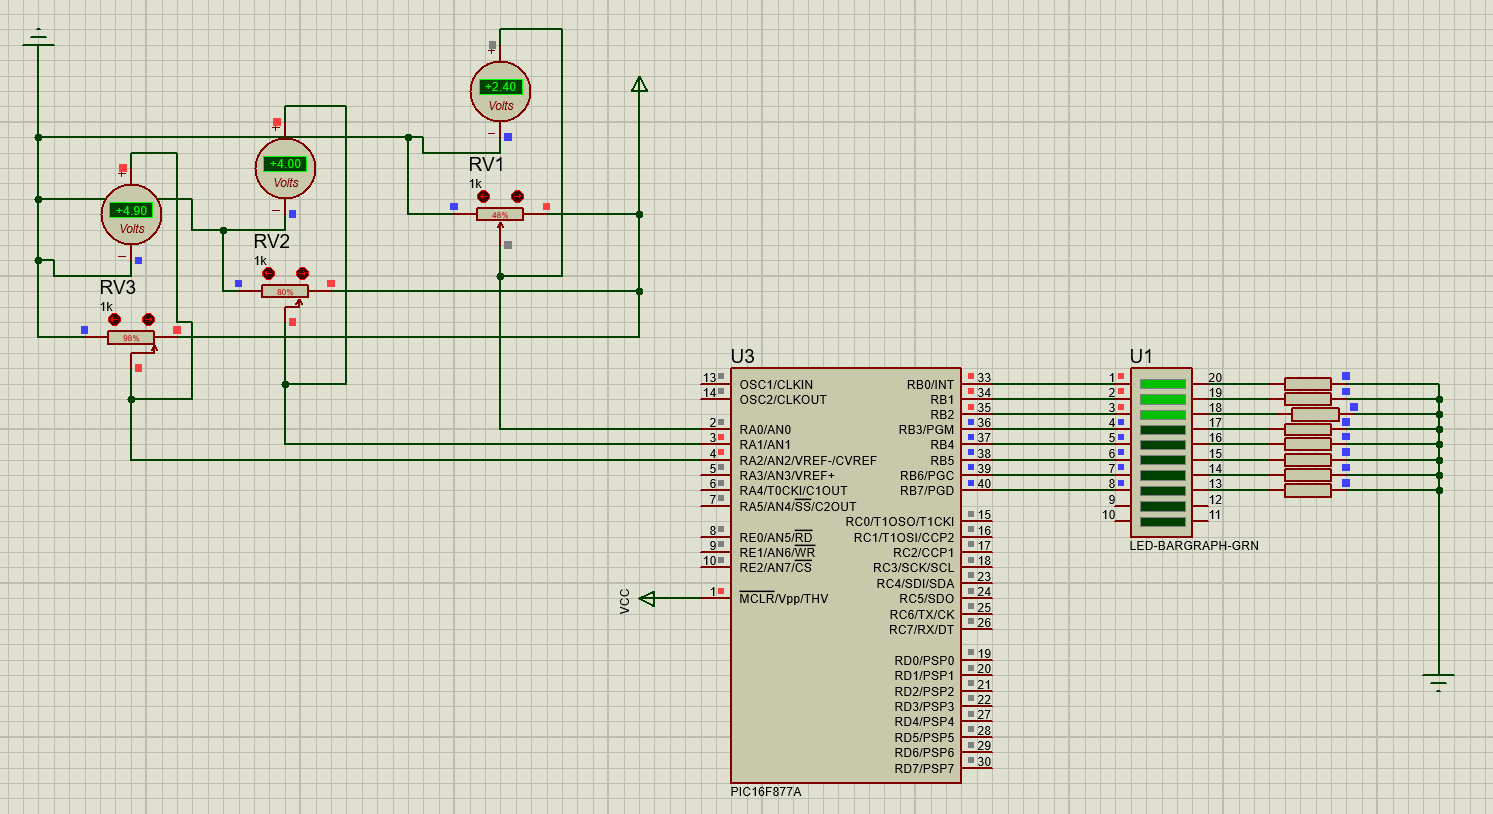 +2.40
Volts
RV1
1k
48%
+4.00
Volts
RV2
1k
80%
+4.90
Volts
RV3
1k
98%
U3
13 OSC1/CLKIN
14 OSC2/CLKOUT
2 RA0/AN0
3 RA1/AN1
4 RA2/AN2/VREF-/CVREF
5 RA3/AN3/VREF+
6 RA4/T0CKI/C1OUT
7 RA5/AN4/SS/C2OUT
8 RE0/AN5/RD
9 RE1/AN6/WR
10 RE2/AN7/CS
1 MCLR/Vpp/THV
VCC
RB0/INT 33
RB1 34
RB2 35
RB3/PGM 36
RB4 37
RB5 38
RB6/PGC 39
RB7/PGD 40
RC0/T1OSO/T1CKI 15
RC1/T1OSI/CCP2 16
RC2/CCP1 17
RC3/SCK/SCL 18
RC4/SDI/SDA 23
RC5/SDO 24
RC6/TX/CK 25
RC7/RX/DT 26
RD0/PSP0 19
RD1/PSP1 20
RD2/PSP2 21
RD3/PSP3 22
RD4/PSP4 27
RD5/PSP5 28
RD6/PSP6 29
RD7/PSP7 30
PIC16F877A
U1
1 20
2 19
3 18
4 17
5 16
6 15
7 14
8 13
9 12
10 11
LED-BARGRAPH-GRN